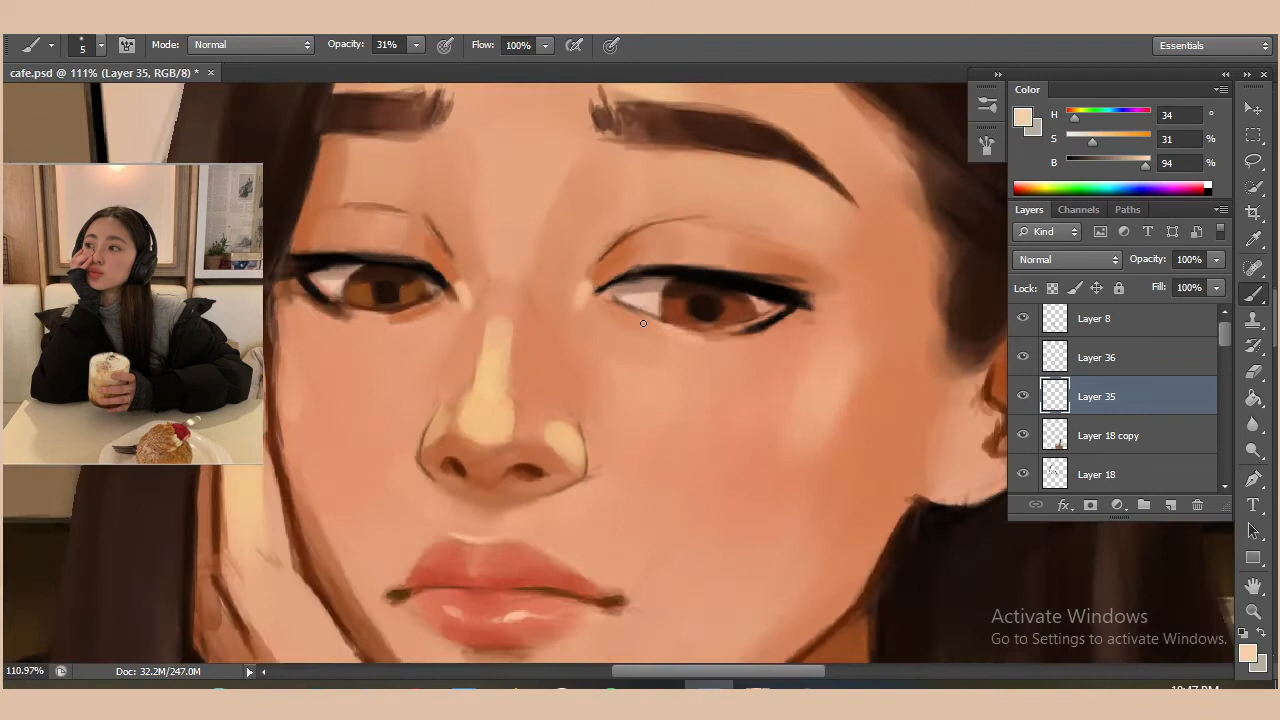 5 Mode: Normal Opacity: 31% Flow: 100% Essentials
cafe.psd @ 111% (Layer 35, RGB/8) * ×
Color
H 34 °
S 31 %
B 94 %
Layers Channels Paths
Kind
Normal Opacity: 100%
Lock: Fill: 100%
Layer 8
Layer 36
Layer 35
Layer 18 copy
Layer 18
fx
Activate Windows
Go to Settings to activate Windows.
110.97% Doc: 32.2M/247.0M